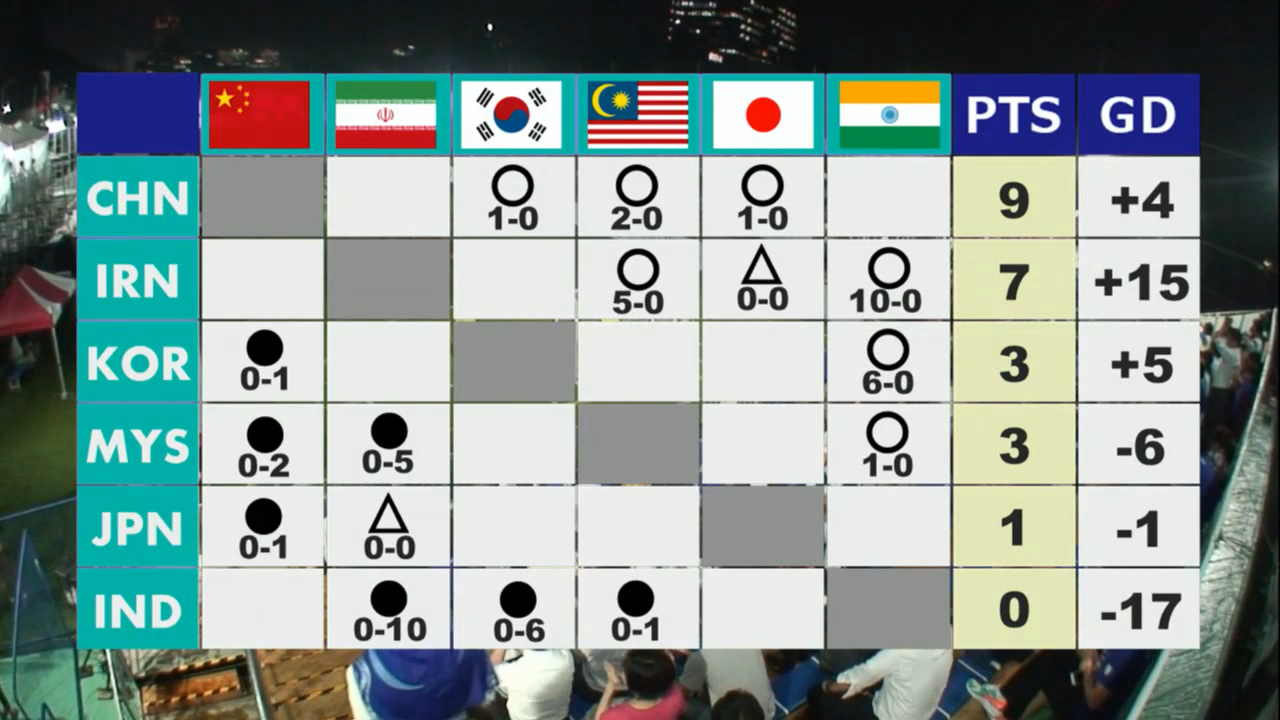 PTS GD
CHN 1-0 2-0 1-0 9 +4
IRN 5-0 0-0 10-0 7 +15
KOR 0-1 6-0 3 +5
MYS 0-2 0-5 1-0 3 -6
JPN 0-1 0-0 1 -1
IND 0-10 0-6 0-1 0 -17